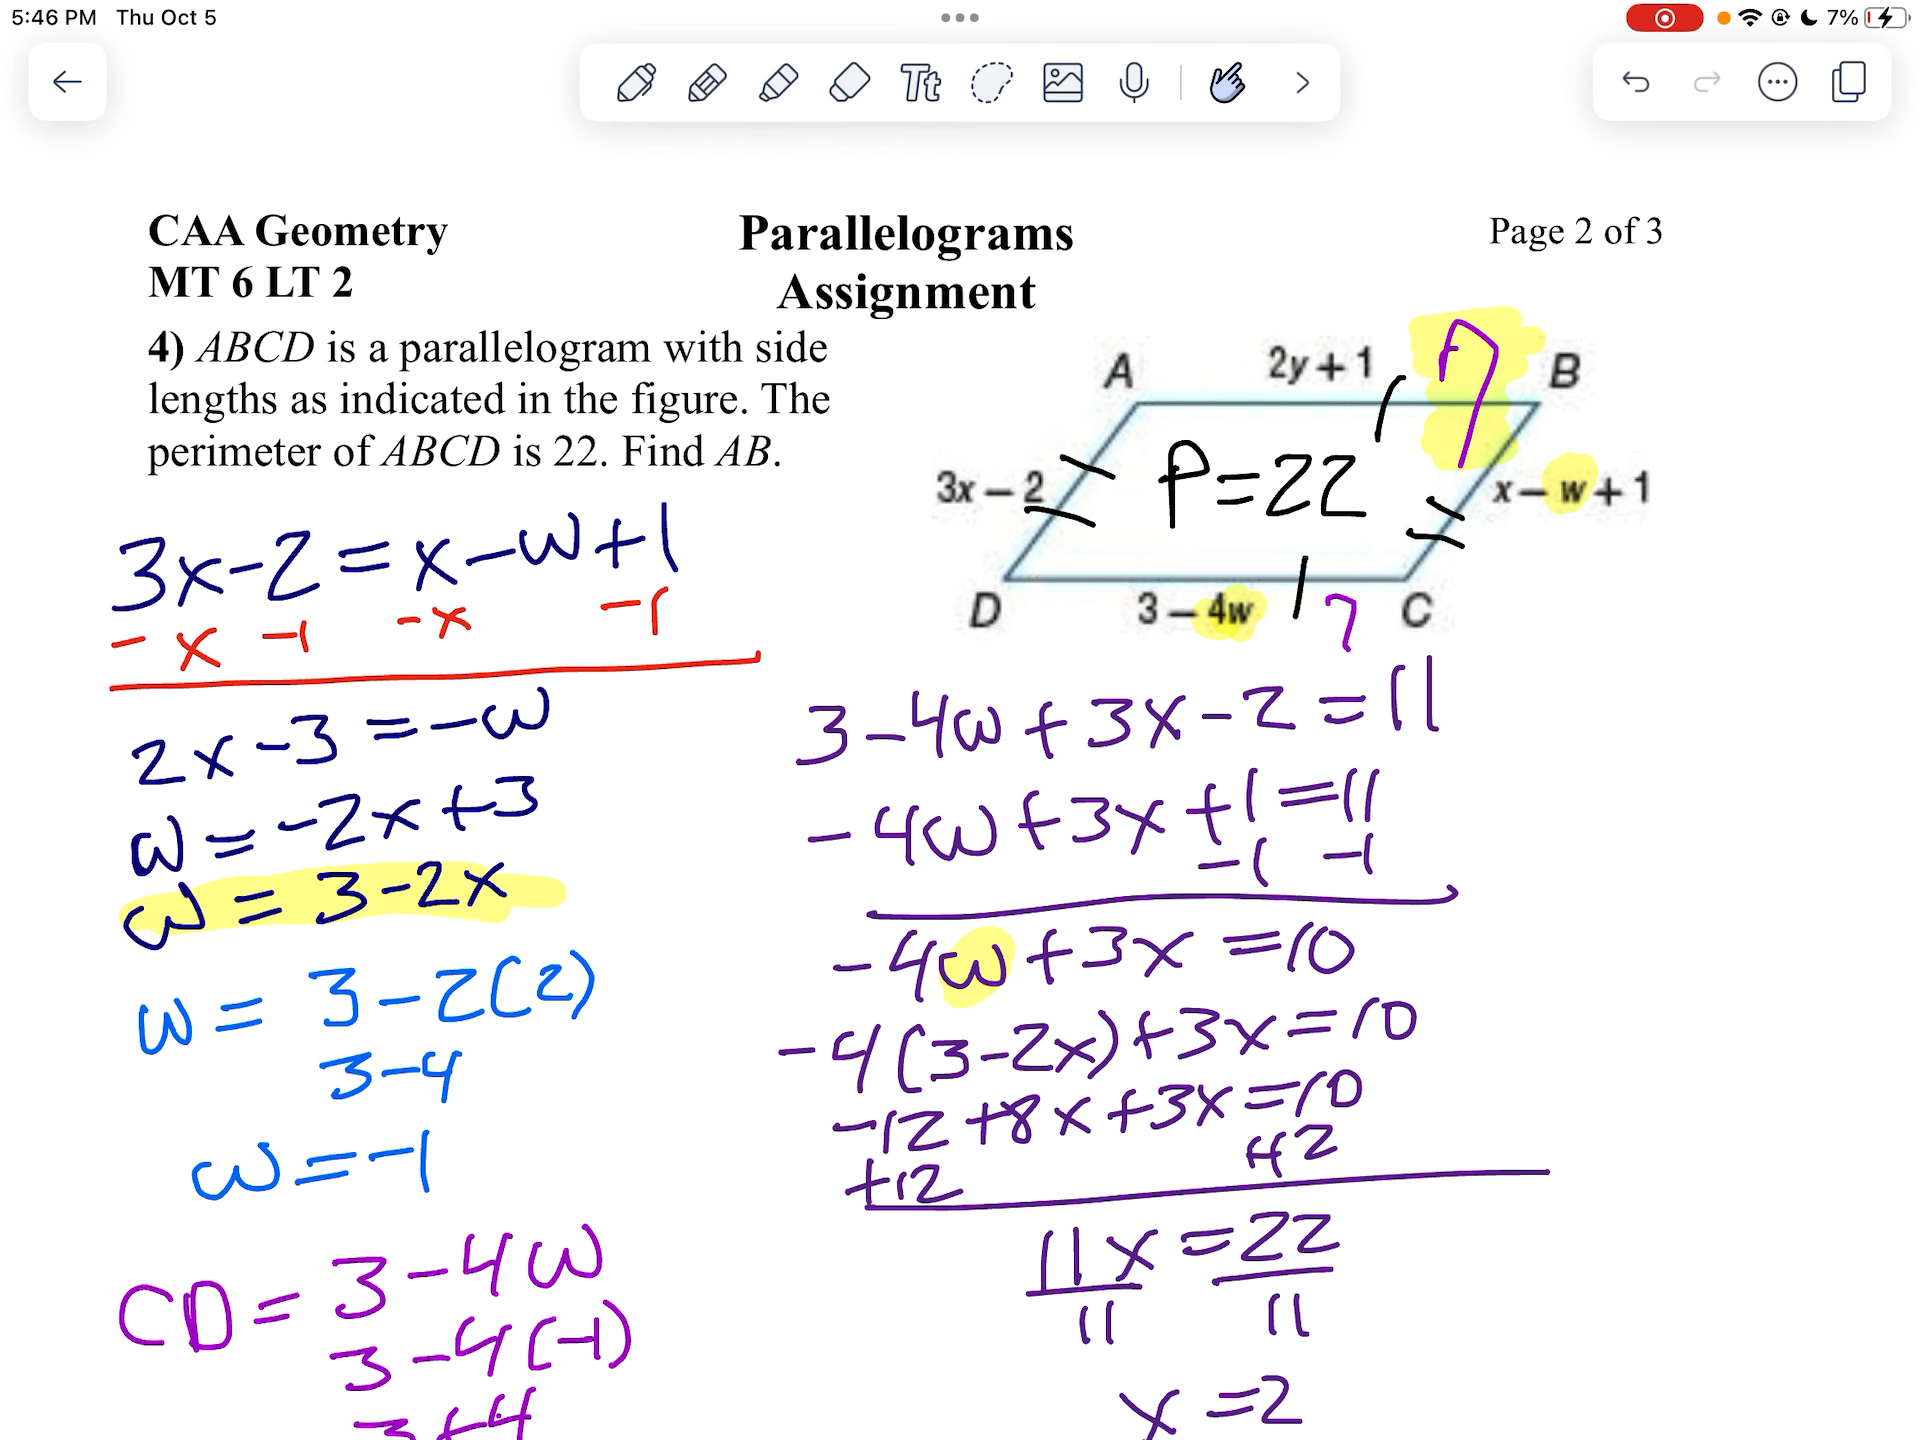 5:46 PM Thu Oct 5
7%
Tt
CAA Geometry
MT 6 LT 2
Parallelograms
Assignment
Page 2 of 3
4) ABCD is a parallelogram with side
lengths as indicated in the figure. The
perimeter of ABCD is 22. Find AB.
A 2y + 1 7 B
3x – 2 P=22 x – w + 1
D 3 – 4w 7 C
3x-2=x-w+1
-x -1 -x -1
2x-3=-w
w=-2x+3
w=3-2x
w=3-2(2)
3-4
w=-1
CD=3-4w
3-4(-1)
3+4
3-4w+3x-2=11
-4w+3x+1=11
-1 -1
-4w+3x=10
-4(3-2x)+3x=10
-12+8x+3x=10
+12 +12
11x=22
11 11
x=2